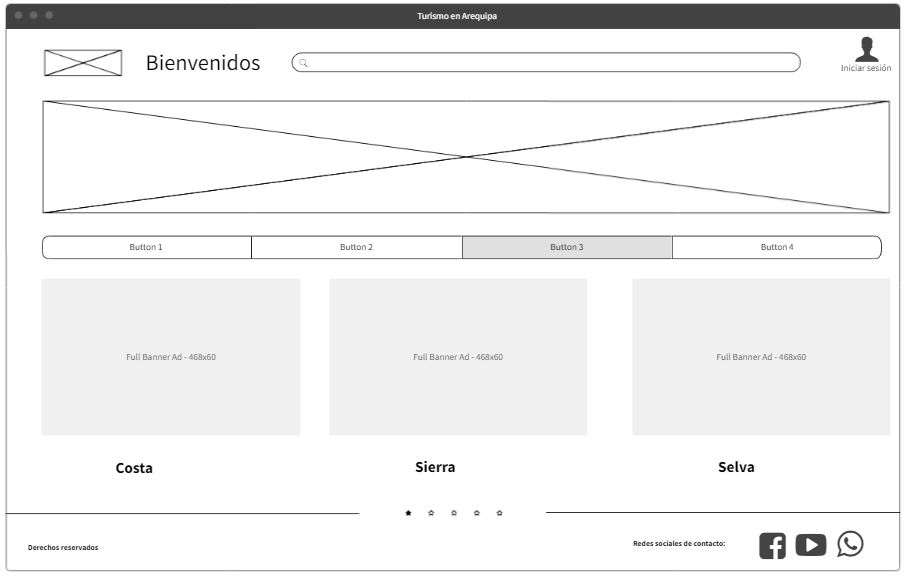 Turismo en Arequipa
Bienvenidos
Iniciar sesión
Button 1
Button 2
Button 3
Button 4
Full Banner Ad - 468x60
Full Banner Ad - 468x60
Full Banner Ad - 468x60
Costa
Sierra
Selva
Derechos reservados
Redes sociales de contacto: